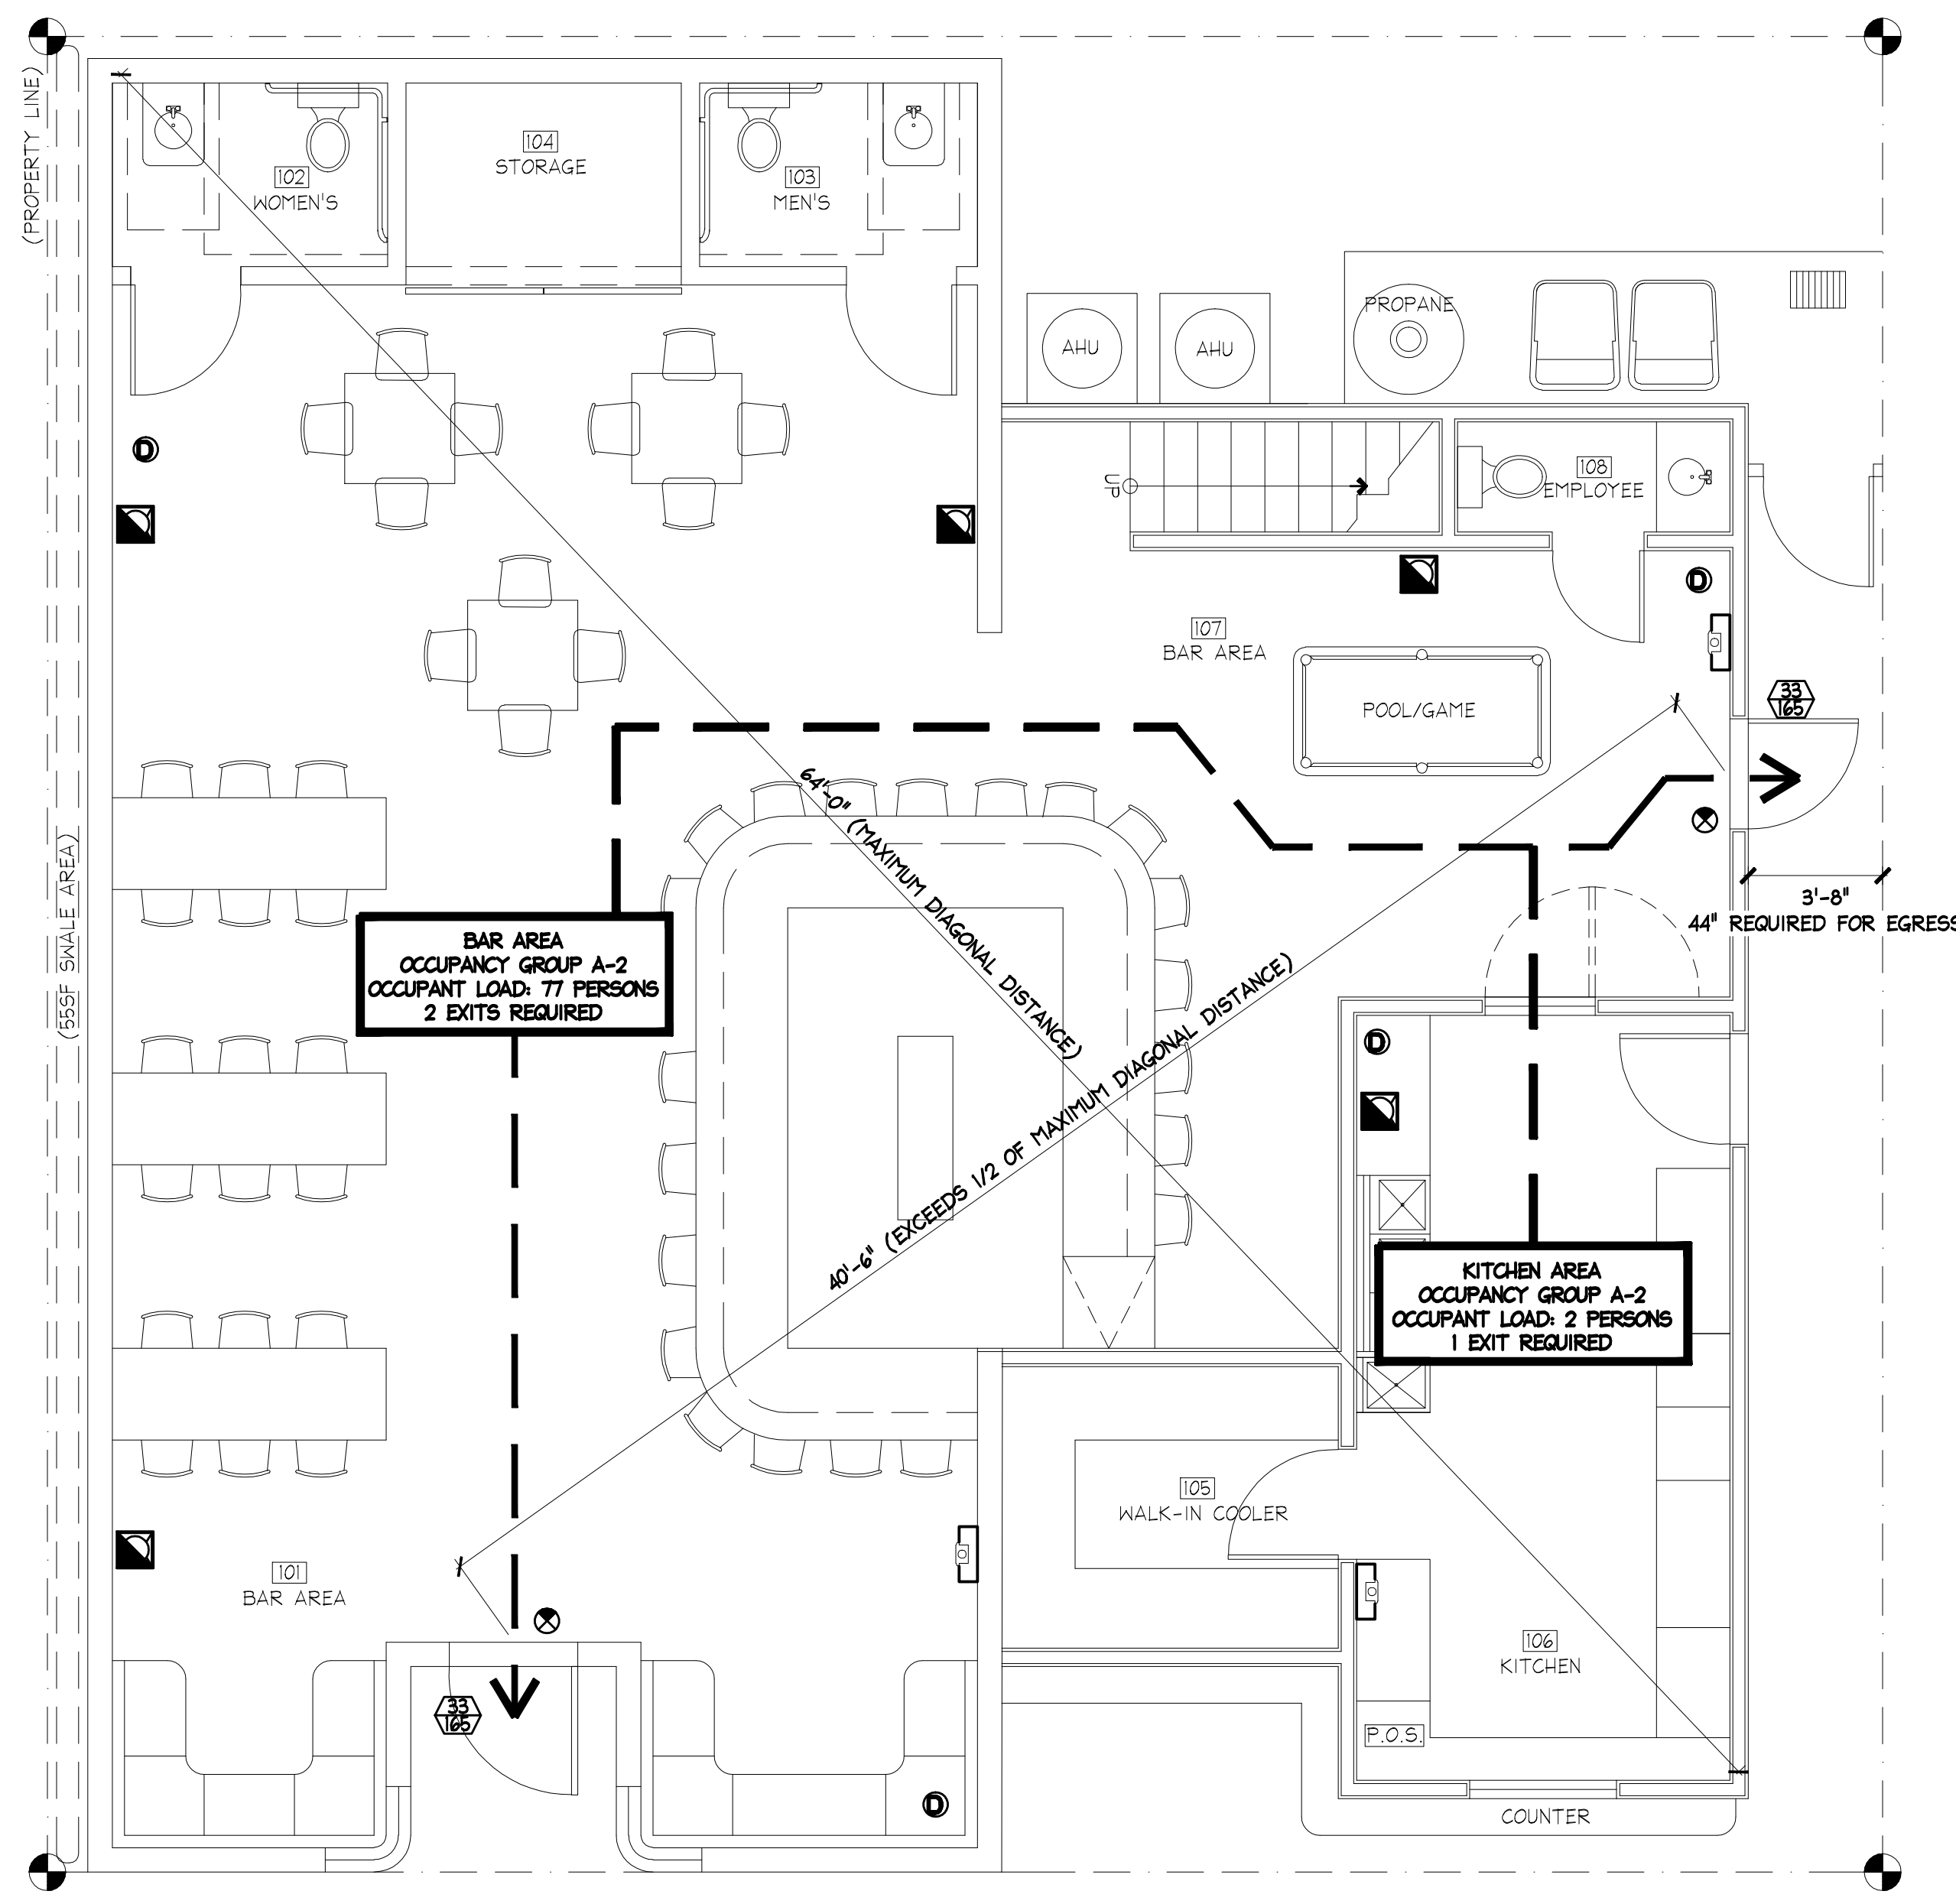 (PROPERTY LINE)
102
WOMEN'S
104
STORAGE
103
MEN'S
AHU
AHU
PROPANE
UP
108
EMPLOYEE
D
D
107
BAR AREA
POOL/GAME
33
165
3'-8"
44" REQUIRED FOR EGRESS
(55SF SWALE AREA)
64'-0" (MAXIMUM DIAGONAL DISTANCE)
40'-6" (EXCEEDS 1/2 OF MAXIMUM DIAGONAL DISTANCE)
BAR AREA
OCCUPANCY GROUP A-2
OCCUPANT LOAD: 77 PERSONS
2 EXITS REQUIRED
D
KITCHEN AREA
OCCUPANCY GROUP A-2
OCCUPANT LOAD: 2 PERSONS
1 EXIT REQUIRED
105
WALK-IN COOLER
101
BAR AREA
106
KITCHEN
33
165
P.O.S.
D
COUNTER